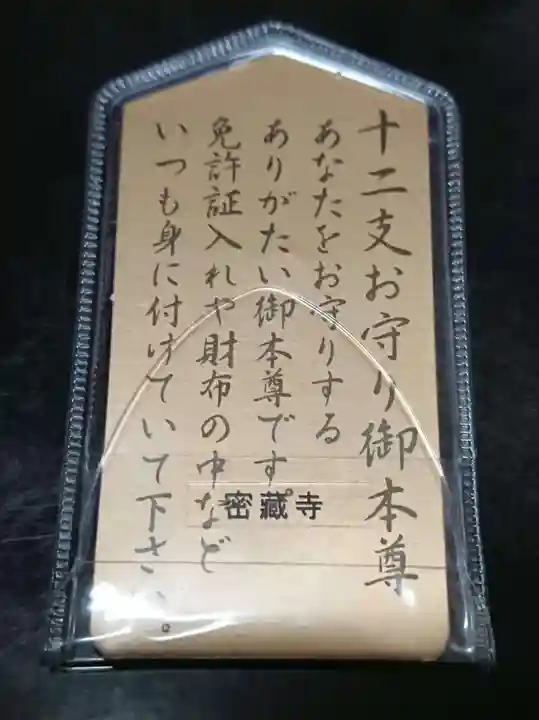 十二支お守り御本尊
あなたをお守りする
ありがたい御本尊です。
免許証入れや財布の中など
いつも身に付けていて下さい。
密蔵寺